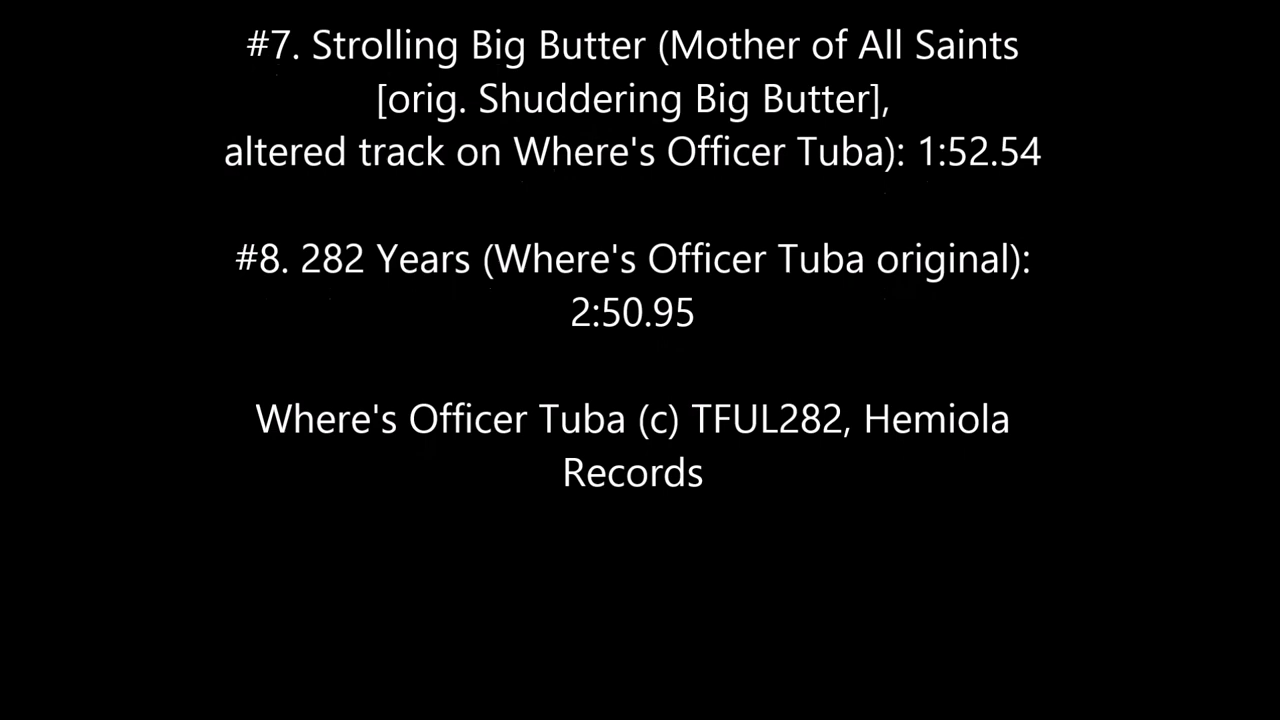 #7. Strolling Big Butter (Mother of All Saints
[orig. Shuddering Big Butter],
altered track on Where's Officer Tuba): 1:52.54
#8. 282 Years (Where's Officer Tuba original):
2:50.95
Where's Officer Tuba (c) TFUL282, Hemiola
Records